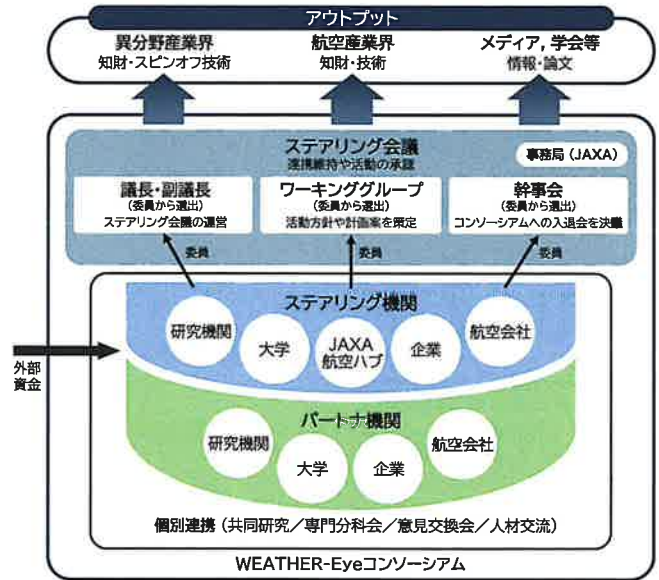 アウトプット
異分野産業界
知財・スピンオフ技術
航空産業界
知財・技術
メディア, 学会等
情報・論文
ステアリング会議
連携維持や活動の承認
事務局(JAXA)
議長・副議長
(委員から選出)
ステアリング会議の運営
ワーキンググループ
(委員から選出)
活動方針や計画案を策定
幹事会
(委員から選出)
コンソーシアムへの入退会を決議
委員
委員
委員
ステアリング機関
研究機関
大学
JAXA
航空ハブ
企業
航空会社
外部
資金
パートナ機関
研究機関
大学
企業
航空会社
個別連携(共同研究/専門分科会/意見交換会/人材交流)
WEATHER-Eyeコンソーシアム